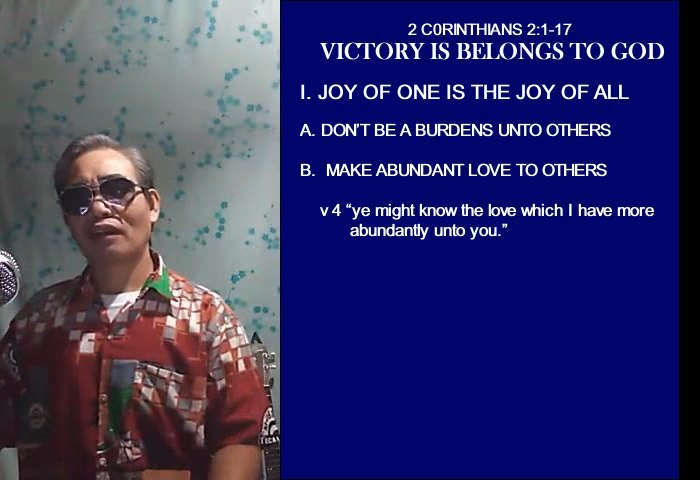 2 C0RINTHIANS 2:1-17
VICTORY IS BELONGS TO GOD
I. JOY OF ONE IS THE JOY OF ALL
A. DON'T BE A BURDENS UNTO OTHERS
B. MAKE ABUNDANT LOVE TO OTHERS
v 4 “ye might know the love which I have more
abundantly unto you.”